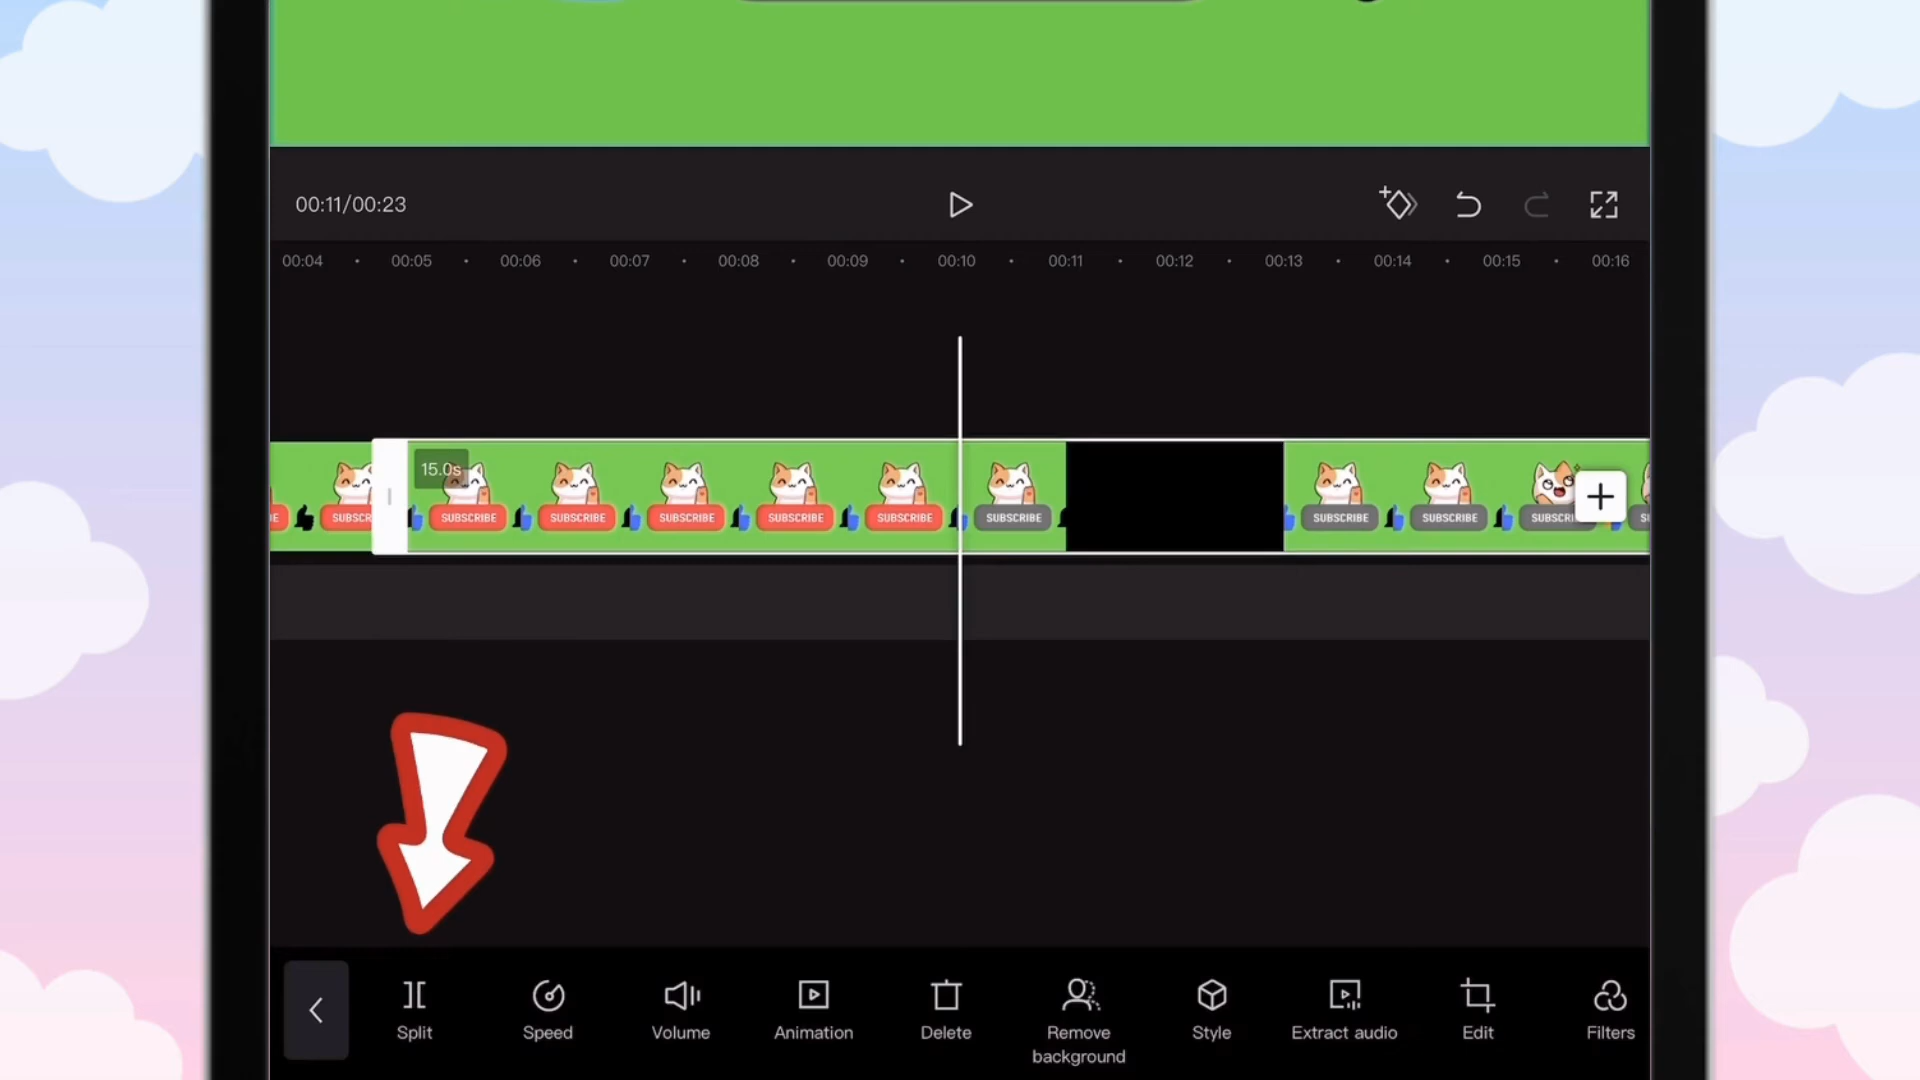 00:11/00:23
00:04 00:05 00:06 00:07 00:08 00:09 00:10 00:11 00:12 00:13 00:14 00:15 00:16
15.0s
SUBSCRIBE SUBSCRIBE SUBSCRIBE SUBSCRIBE SUBSCRIBE SUBSCRIBE SUBSCRIBE SUBSCRIBE
Split Speed Volume Animation Delete Remove background Style Extract audio Edit Filters